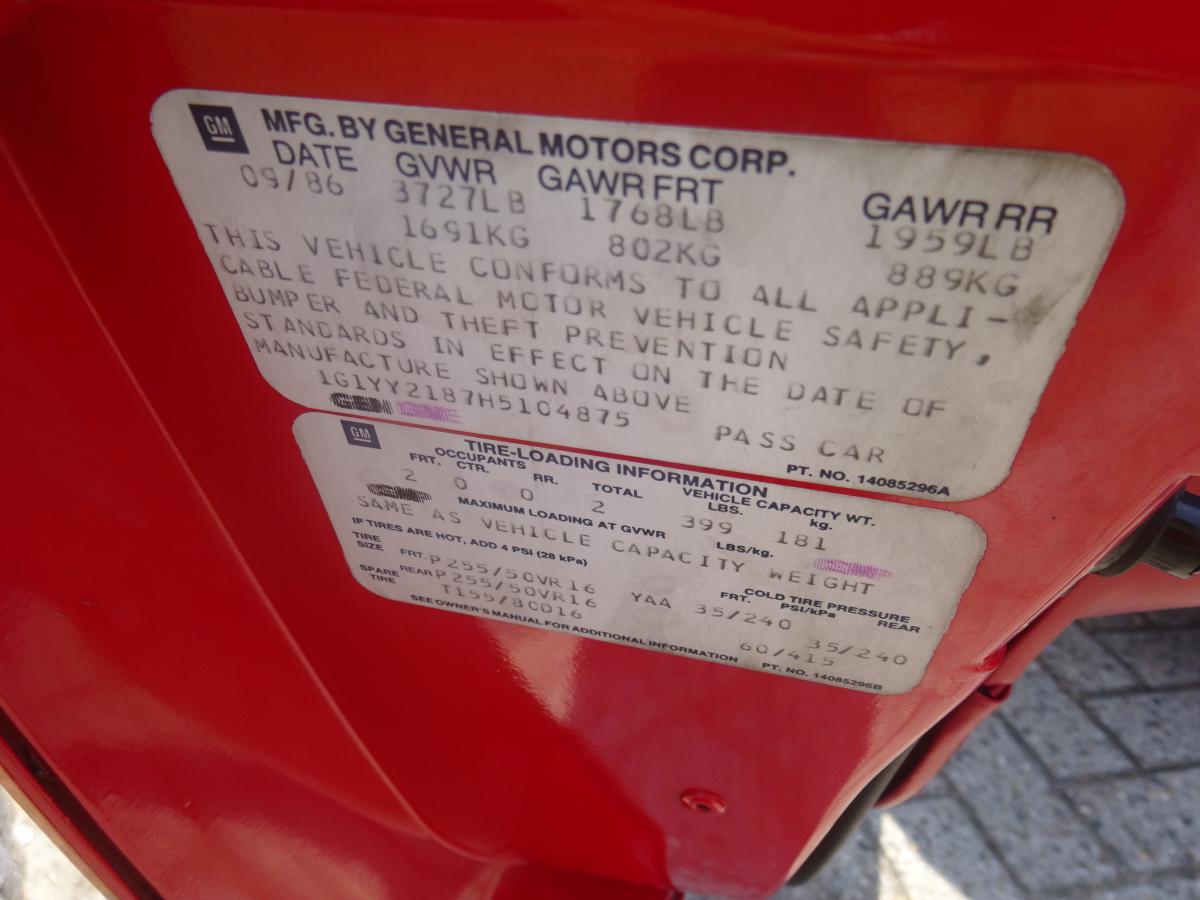 GM MFG. BY GENERAL MOTORS CORP.
DATE GVWR GAWR FRT GAWR RR
09/86 3727LB 1768LB 1959LB
1691KG 802KG 889KG
THIS VEHICLE CONFORMS TO ALL APPLI-
CABLE FEDERAL MOTOR VEHICLE SAFETY,
BUMPER AND THEFT PREVENTION
STANDARDS IN EFFECT ON THE DATE OF
MANUFACTURE SHOWN ABOVE
1G1YY2187H5104875 PASS CAR
PT. NO. 14085296A
GM TIRE-LOADING INFORMATION
OCCUPANTS VEHICLE CAPACITY WT.
FRT. CTR. RR. TOTAL LBS. kg.
2 0 0 2 399 181
MAXIMUM LOADING AT GVWR LBS/kg.
SAME AS VEHICLE CAPACITY WEIGHT
IF TIRES ARE HOT, ADD 4 PSI (28 kPa)
COLD TIRE PRESSURE
TIRE SIZE FRT. REAR PSI/kPa FRT. REAR
P255/50VR16 YAA 35/240
P255/50VR16 35/240
SPARE TIRE T155/80D16 60/415
SEE OWNER'S MANUAL FOR ADDITIONAL INFORMATION PT. NO. 14085296B